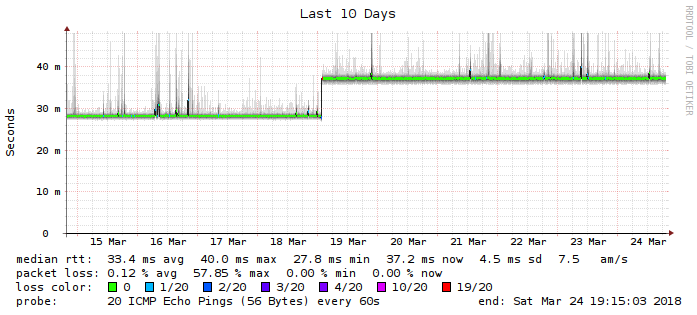 Last 10 Days
RRDTOOL / TOBI OETIKER
Seconds
40 m
30 m
20 m
10 m
0
15 Mar 16 Mar 17 Mar 18 Mar 19 Mar 20 Mar 21 Mar 22 Mar 23 Mar 24 Mar
median rtt: 33.4 ms avg 40.0 ms max 27.8 ms min 37.2 ms now 4.5 ms sd 7.5 am/s
packet loss: 0.12 % avg 57.85 % max 0.00 % min 0.00 % now
loss color: 0 1/20 2/20 3/20 4/20 10/20 19/20
probe: 20 ICMP Echo Pings (56 Bytes) every 60s end: Sat Mar 24 19:15:03 2018